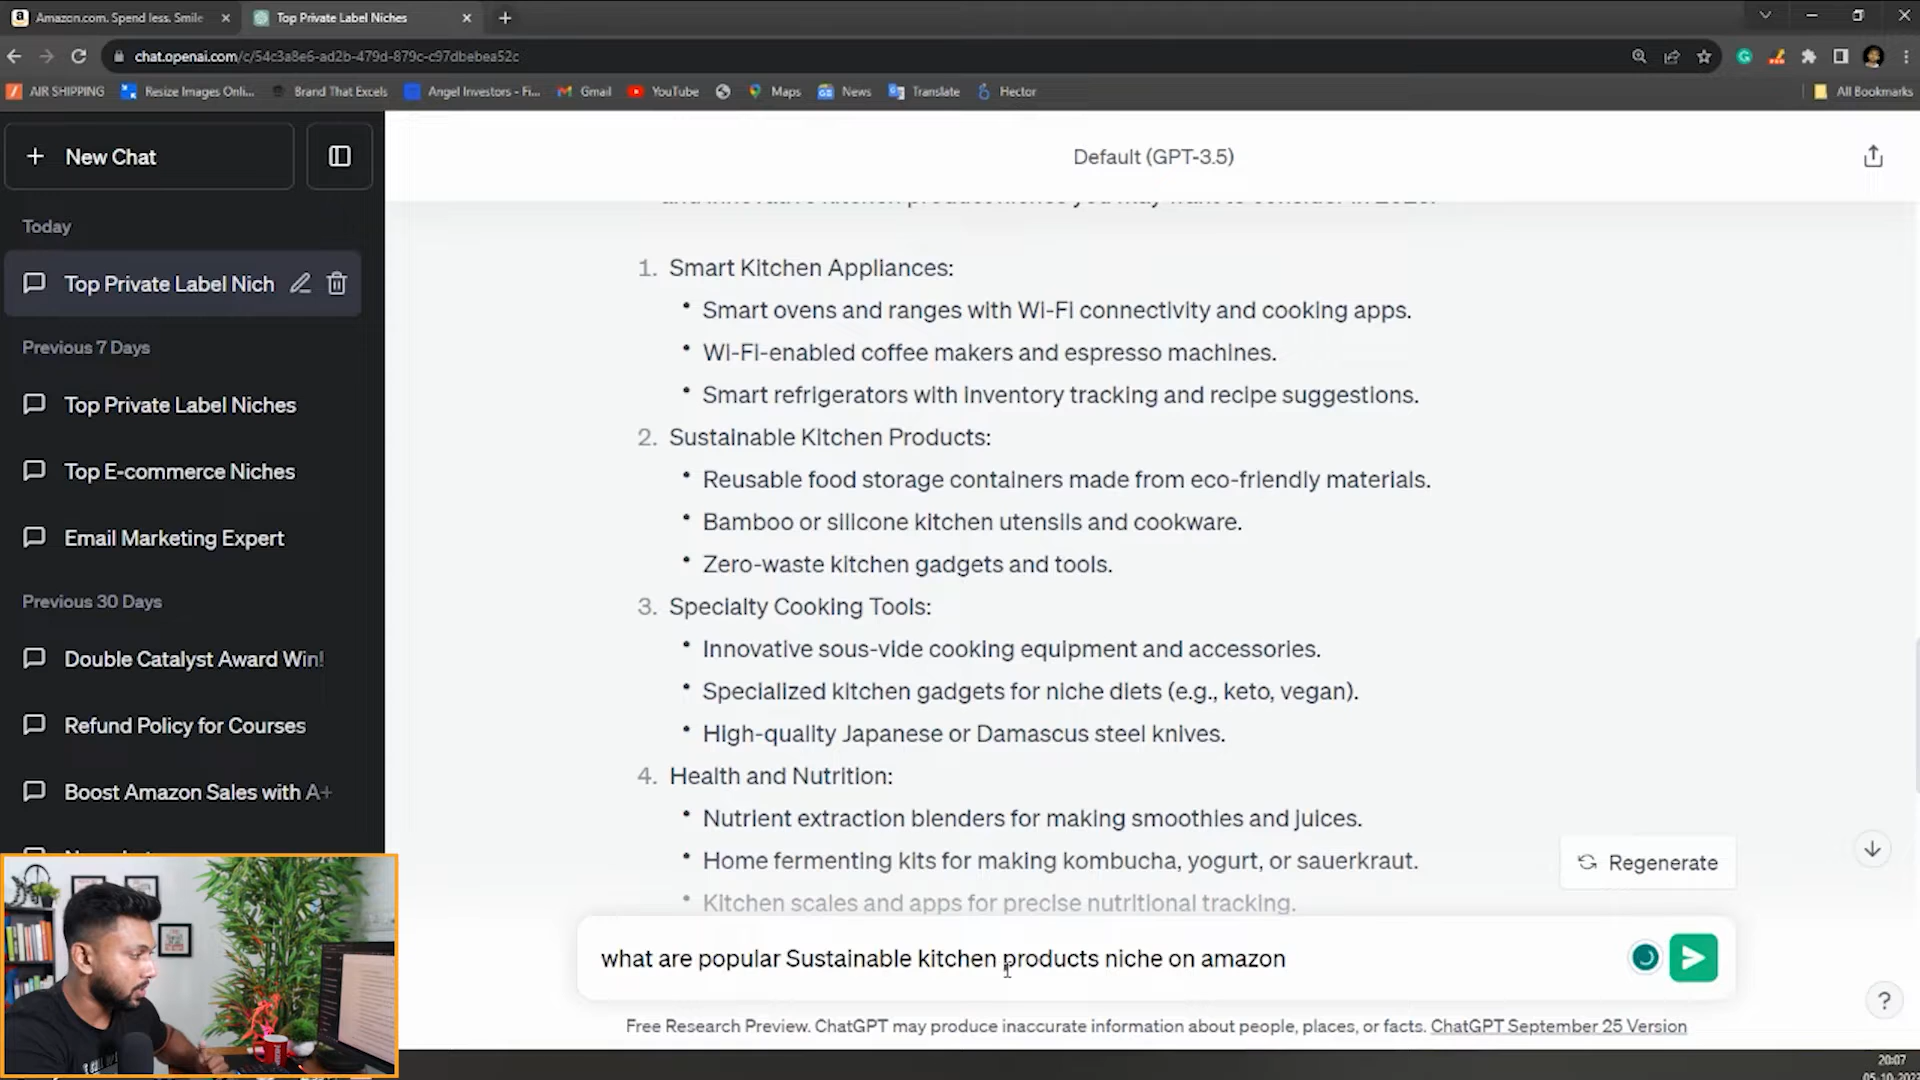 Amazon.com. Spend less. Smile
Top Private Label Niches
chat.openai.com/c/54c3a8e6-ad2b-479d-879c-c97dbebea52c
AIR SHIPPING
Resize Images Onli...
Brand That Excels
Angel Investors - Fi...
Gmail
YouTube
Maps
News
Translate
Hector
All Bookmarks
New Chat
Default (GPT-3.5)
Today
Top Private Label Nich
Previous 7 Days
Top Private Label Niches
Top E-commerce Niches
Email Marketing Expert
Previous 30 Days
Double Catalyst Award Win!
Refund Policy for Courses
Boost Amazon Sales with A+
1. Smart Kitchen Appliances:
• Smart ovens and ranges with Wi-Fi connectivity and cooking apps.
• Wi-Fi-enabled coffee makers and espresso machines.
• Smart refrigerators with inventory tracking and recipe suggestions.
2. Sustainable Kitchen Products:
• Reusable food storage containers made from eco-friendly materials.
• Bamboo or silicone kitchen utensils and cookware.
• Zero-waste kitchen gadgets and tools.
3. Specialty Cooking Tools:
• Innovative sous-vide cooking equipment and accessories.
• Specialized kitchen gadgets for niche diets (e.g., keto, vegan).
• High-quality Japanese or Damascus steel knives.
4. Health and Nutrition:
• Nutrient extraction blenders for making smoothies and juices.
• Home fermenting kits for making kombucha, yogurt, or sauerkraut.
• Kitchen scales and apps for precise nutritional tracking.
Regenerate
what are popular Sustainable kitchen products niche on amazon
Free Research Preview. ChatGPT may produce inaccurate information about people, places, or facts. ChatGPT September 25 Version
?
20:07